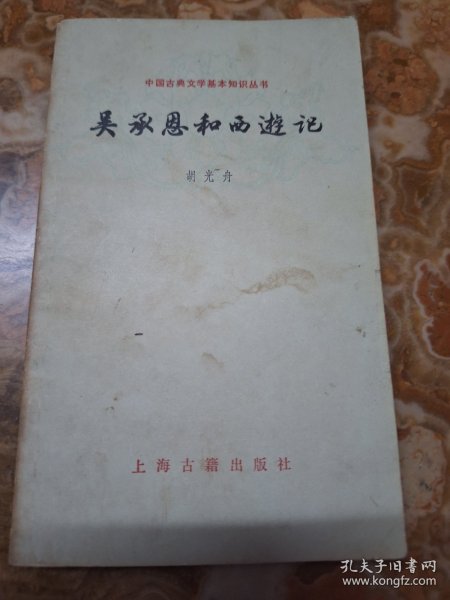 中国古典文学基本知识丛书
吴承恩和西遊记
胡光舟
上海古籍出版社
孔夫子旧书网
www.kongfz.com